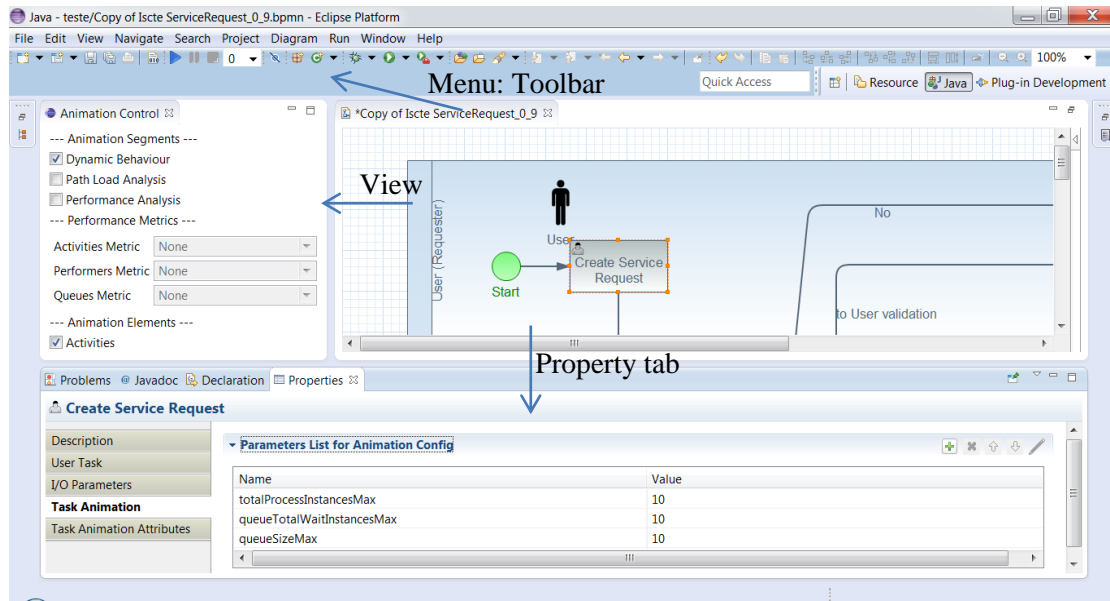 Java - teste/Copy of Iscte ServiceRequest_0_9.bpmn - Eclipse Platform
File Edit View Navigate Search Project Diagram Run Window Help
0
100%
Menu: Toolbar
Quick Access
Resource
Java
Plug-in Development
Animation Control
*Copy of Iscte ServiceRequest_0_9
--- Animation Segments ---
Dynamic Behaviour
Path Load Analysis
Performance Analysis
--- Performance Metrics ---
Activities Metric None
Performers Metric None
Queues Metric None
--- Animation Elements ---
Activities
View
User (Requester)
User
Create Service
Request
Start
No
to User validation
Property tab
Problems @ Javadoc Declaration Properties
Create Service Request
Description
User Task
I/O Parameters
Task Animation
Task Animation Attributes
Parameters List for Animation Config
Name Value
totalProcessInstancesMax 10
queueTotalWaitInstancesMax 10
queueSizeMax 10